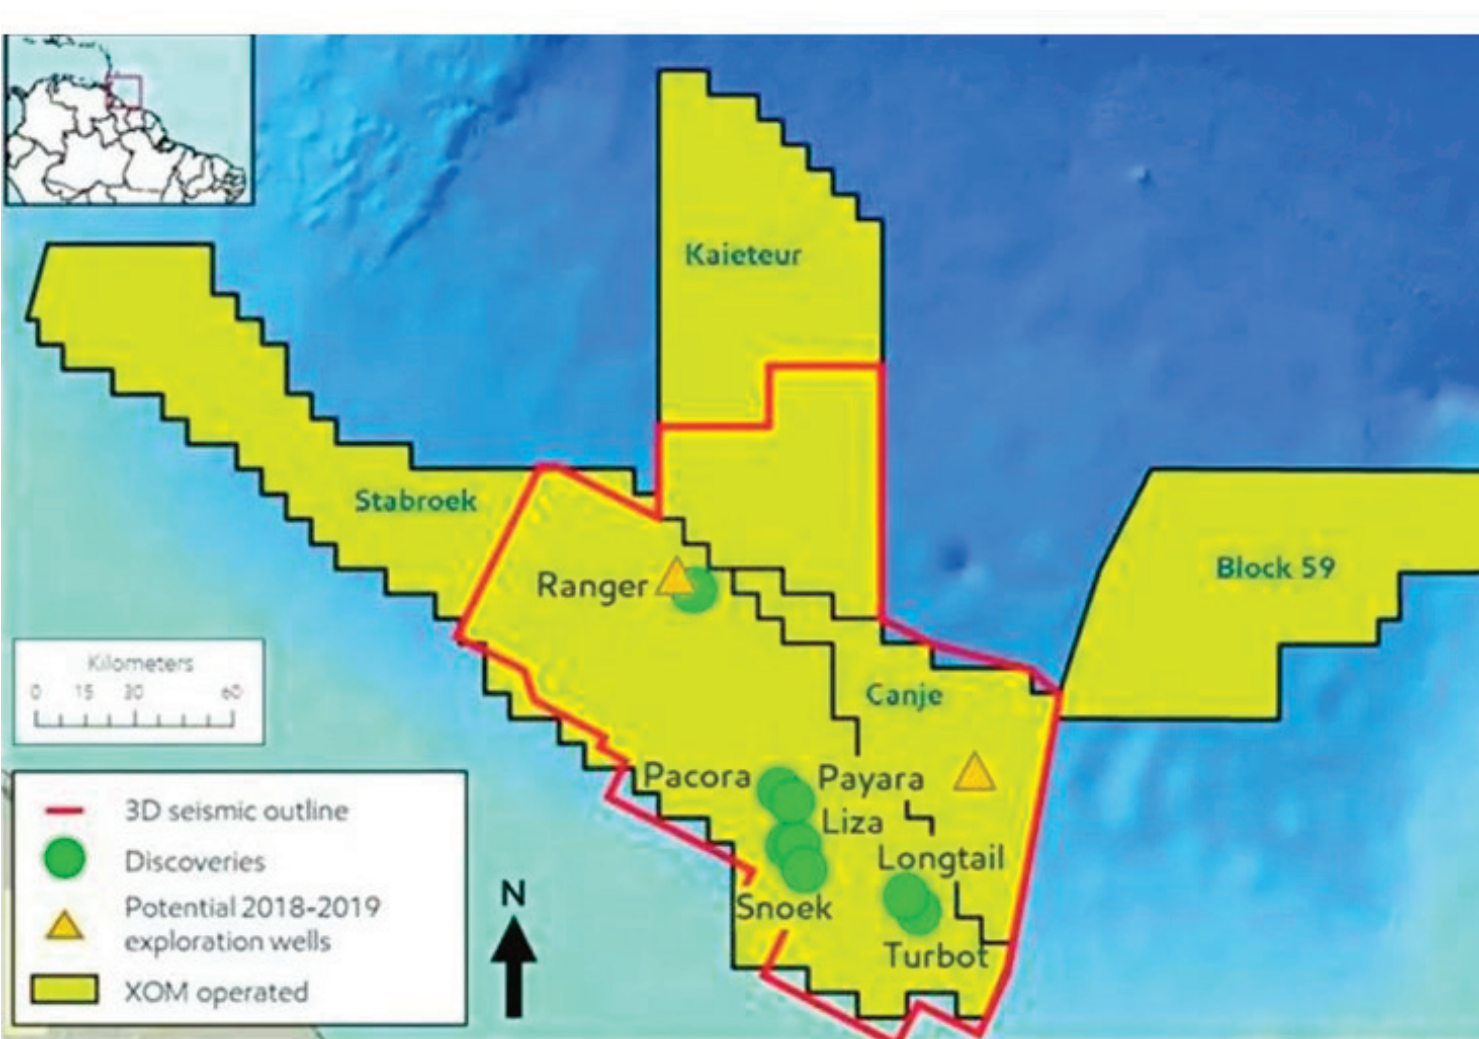 Kaieteur
Stabroek
Block 59
Ranger
Canje
Kilometers
0 15 30 60
Pacora
Payara
Liza
Longtail
Snoek
Turbot
N
3D seismic outline
Discoveries
Potential 2018-2019
exploration wells
XOM operated